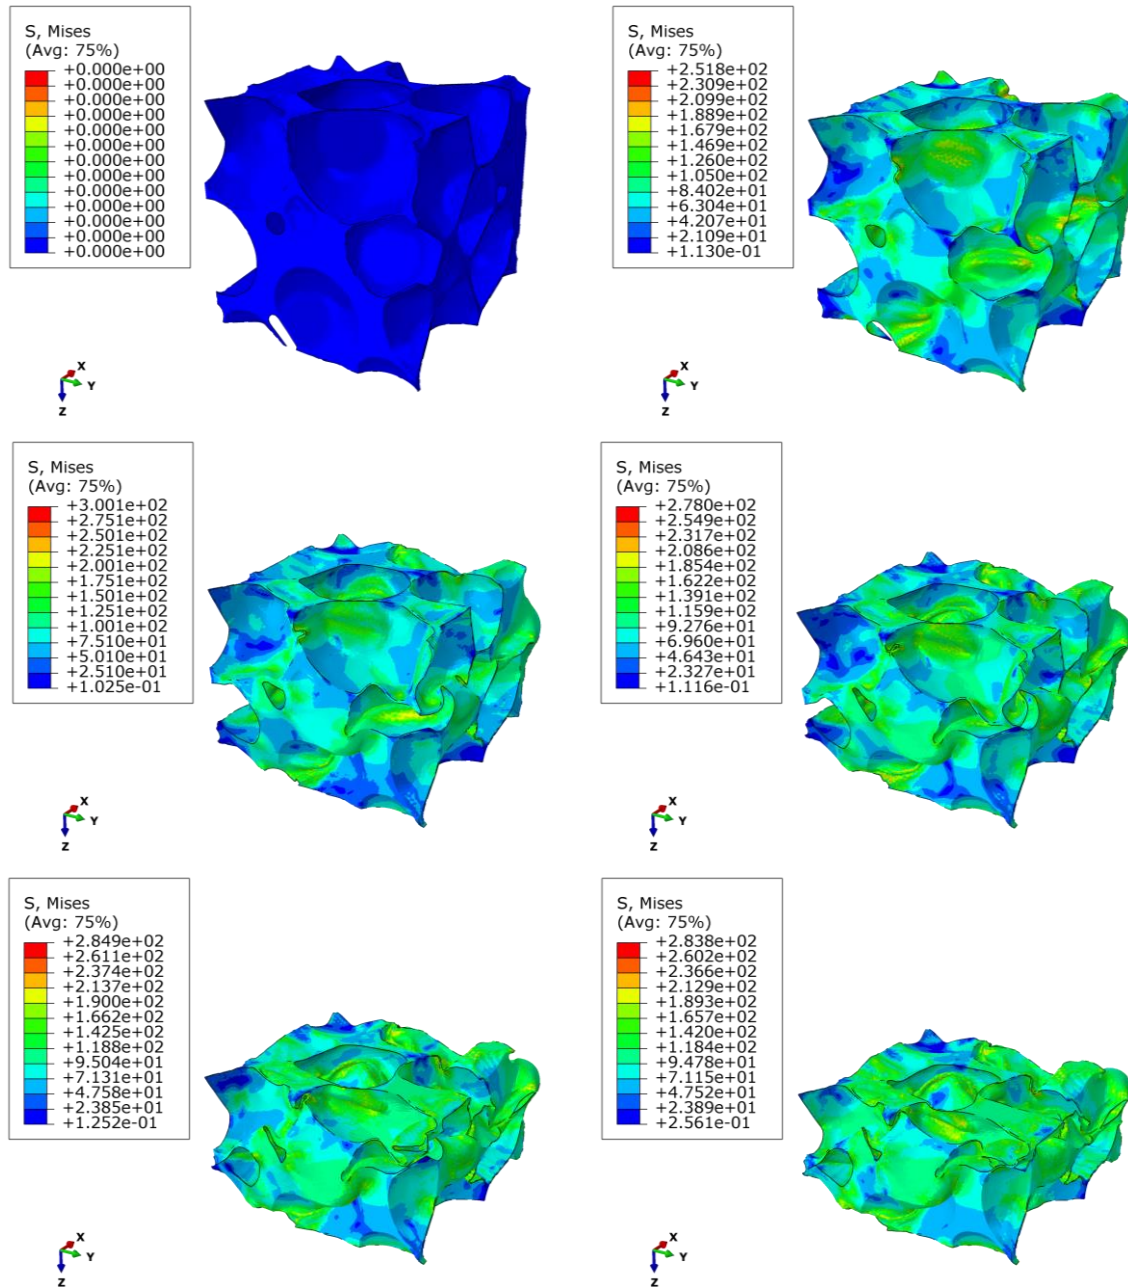 S, Mises
(Avg: 75%)
+0.000e+00
+0.000e+00
+0.000e+00
+0.000e+00
+0.000e+00
+0.000e+00
+0.000e+00
+0.000e+00
+0.000e+00
+0.000e+00
+0.000e+00
+0.000e+00
+0.000e+00
X
Y
Z
S, Mises
(Avg: 75%)
+2.518e+02
+2.309e+02
+2.099e+02
+1.889e+02
+1.679e+02
+1.469e+02
+1.260e+02
+1.050e+02
+8.402e+01
+6.304e+01
+4.207e+01
+2.109e+01
+1.130e-01
X
Y
Z
S, Mises
(Avg: 75%)
+3.001e+02
+2.751e+02
+2.501e+02
+2.251e+02
+2.001e+02
+1.751e+02
+1.501e+02
+1.251e+02
+1.001e+02
+7.510e+01
+5.010e+01
+2.510e+01
+1.025e-01
X
Y
Z
S, Mises
(Avg: 75%)
+2.780e+02
+2.549e+02
+2.317e+02
+2.086e+02
+1.854e+02
+1.622e+02
+1.391e+02
+1.159e+02
+9.276e+01
+6.960e+01
+4.643e+01
+2.327e+01
+1.116e-01
X
Y
Z
S, Mises
(Avg: 75%)
+2.849e+02
+2.611e+02
+2.374e+02
+2.137e+02
+1.900e+02
+1.662e+02
+1.425e+02
+1.188e+02
+9.504e+01
+7.131e+01
+4.758e+01
+2.385e+01
+1.252e-01
X
Y
Z
S, Mises
(Avg: 75%)
+2.838e+02
+2.602e+02
+2.366e+02
+2.129e+02
+1.893e+02
+1.657e+02
+1.420e+02
+1.184e+02
+9.478e+01
+7.115e+01
+4.752e+01
+2.389e+01
+2.561e-01
X
Y
Z